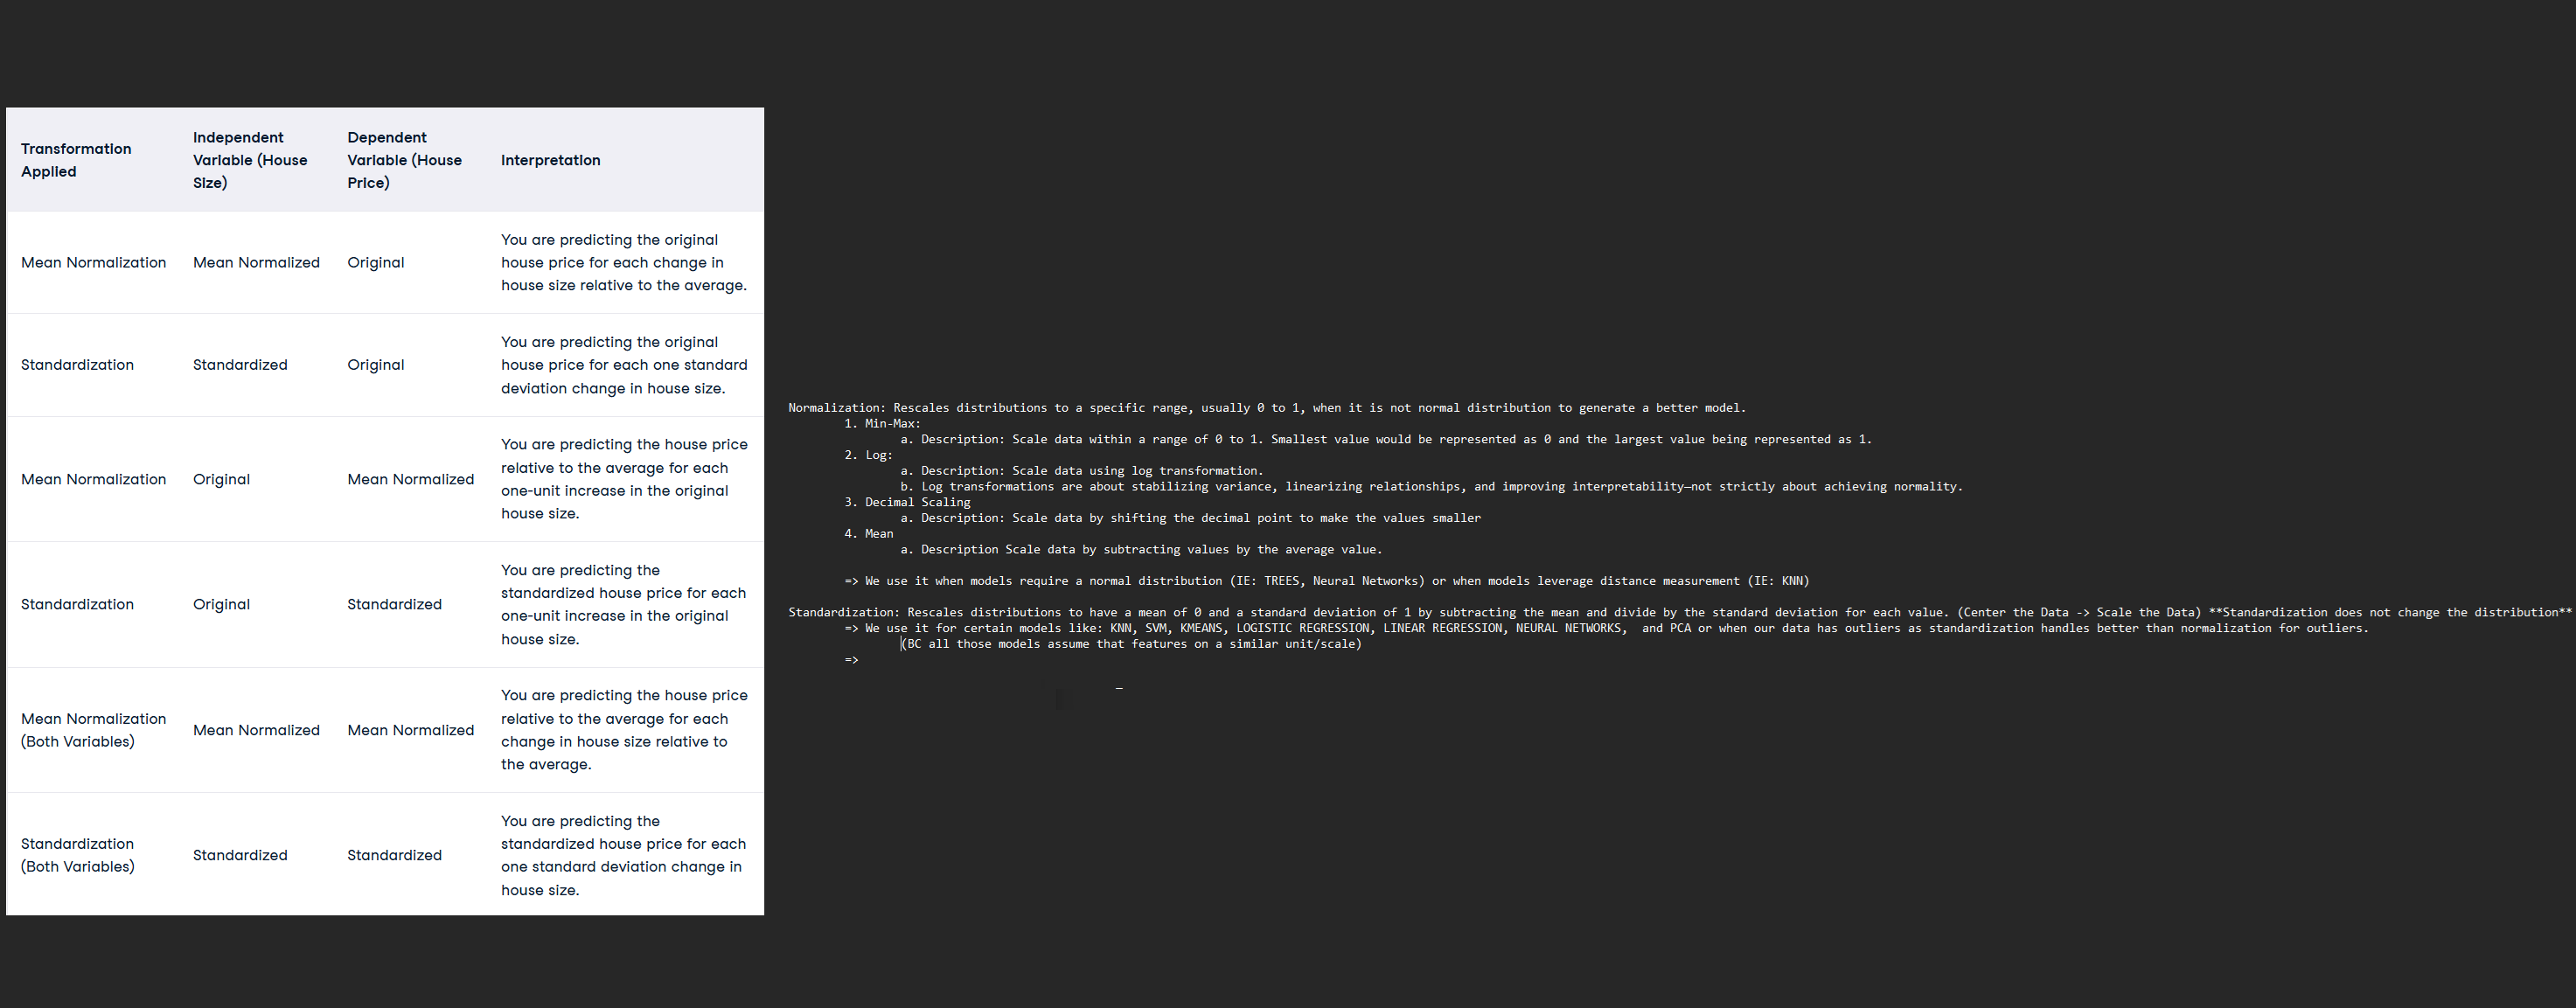 Transformation
Applied
Independent
Variable (House
Size)
Dependent
Variable (House
Price)
Interpretation
Mean Normalization
Mean Normalized
Original
You are predicting the original
house price for each change in
house size relative to the average.
Standardization
Standardized
Original
You are predicting the original
house price for each one standard
deviation change in house size.
Mean Normalization
Original
Mean Normalized
You are predicting the house price
relative to the average for each
one-unit increase in the original
house size.
Standardization
Original
Standardized
You are predicting the
standardized house price for each
one-unit increase in the original
house size.
Mean Normalization
(Both Variables)
Mean Normalized
Mean Normalized
You are predicting the house price
relative to the average for each
change in house size relative to
the average.
Standardization
(Both Variables)
Standardized
Standardized
You are predicting the
standardized house price for each
one standard deviation change in
house size.
Normalization: Rescales distributions to a specific range, usually 0 to 1, when it is not normal distribution to generate a better model.
1. Min-Max:
a. Description: Scale data within a range of 0 to 1. Smallest value would be represented as 0 and the largest value being represented as 1.
2. Log:
a. Description: Scale data using log transformation.
b. Log transformations are about stabilizing variance, linearizing relationships, and improving interpretability—not strictly about achieving normality.
3. Decimal Scaling
a. Description: Scale data by shifting the decimal point to make the values smaller
4. Mean
a. Description Scale data by subtracting values by the average value.
=> We use it when models require a normal distribution (IE: TREES, Neural Networks) or when models leverage distance measurement (IE: KNN)
Standardization: Rescales distributions to have a mean of 0 and a standard deviation of 1 by subtracting the mean and divide by the standard deviation for each value. (Center the Data -> Scale the Data) **Standardization does not change the distribution**
=> We use it for certain models like: KNN, SVM, KMEANS, LOGISTIC REGRESSION, LINEAR REGRESSION, NEURAL NETWORKS,  and PCA or when our data has outliers as standardization handles better than normalization for outliers.
(BC all those models assume that features on a similar unit/scale)
=>